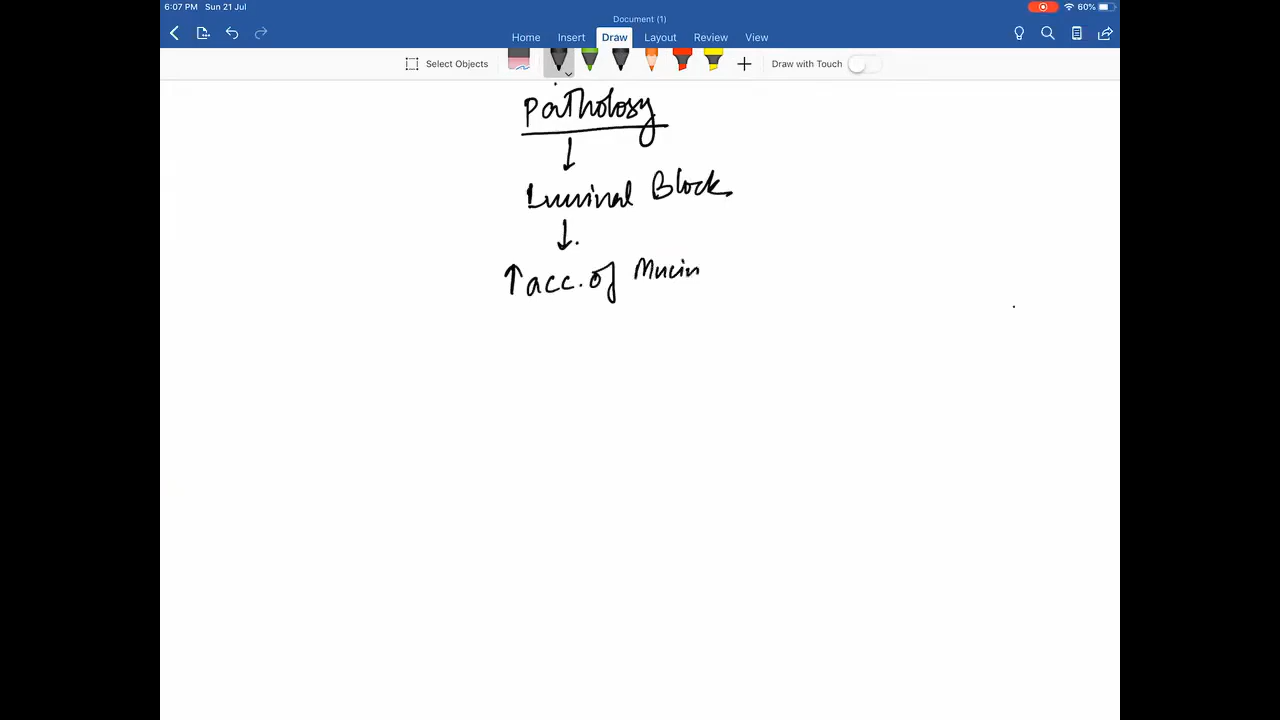 6:07 PM Sun 21 Jul
60%
Document (1)
Home Insert Draw Layout Review View
Select Objects
Draw with Touch
Pathology
↓
Luminal Block
↓
↑ acc. of Mucin